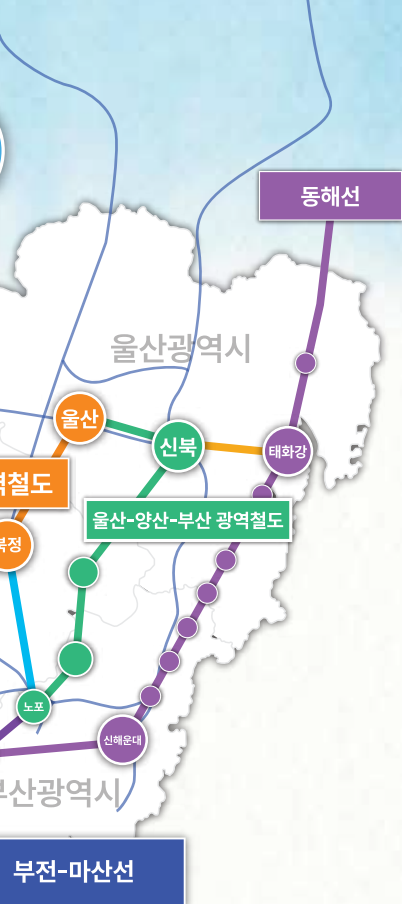 동해선
울산광역시
울산
신복
태화강
역철도
울산-양산-부산 광역철도
북정
노포
신해운대
부산광역시
부전-마산선